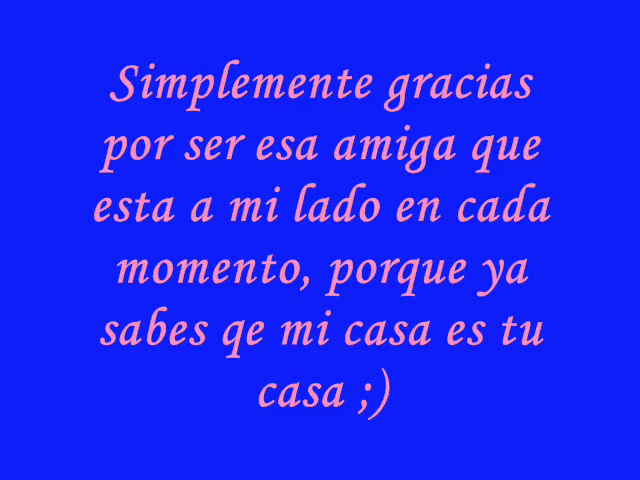 Simplemente gracias
por ser esa amiga que
esta a mi lado en cada
momento, porque ya
sabes qe mi casa es tu
casa ;)